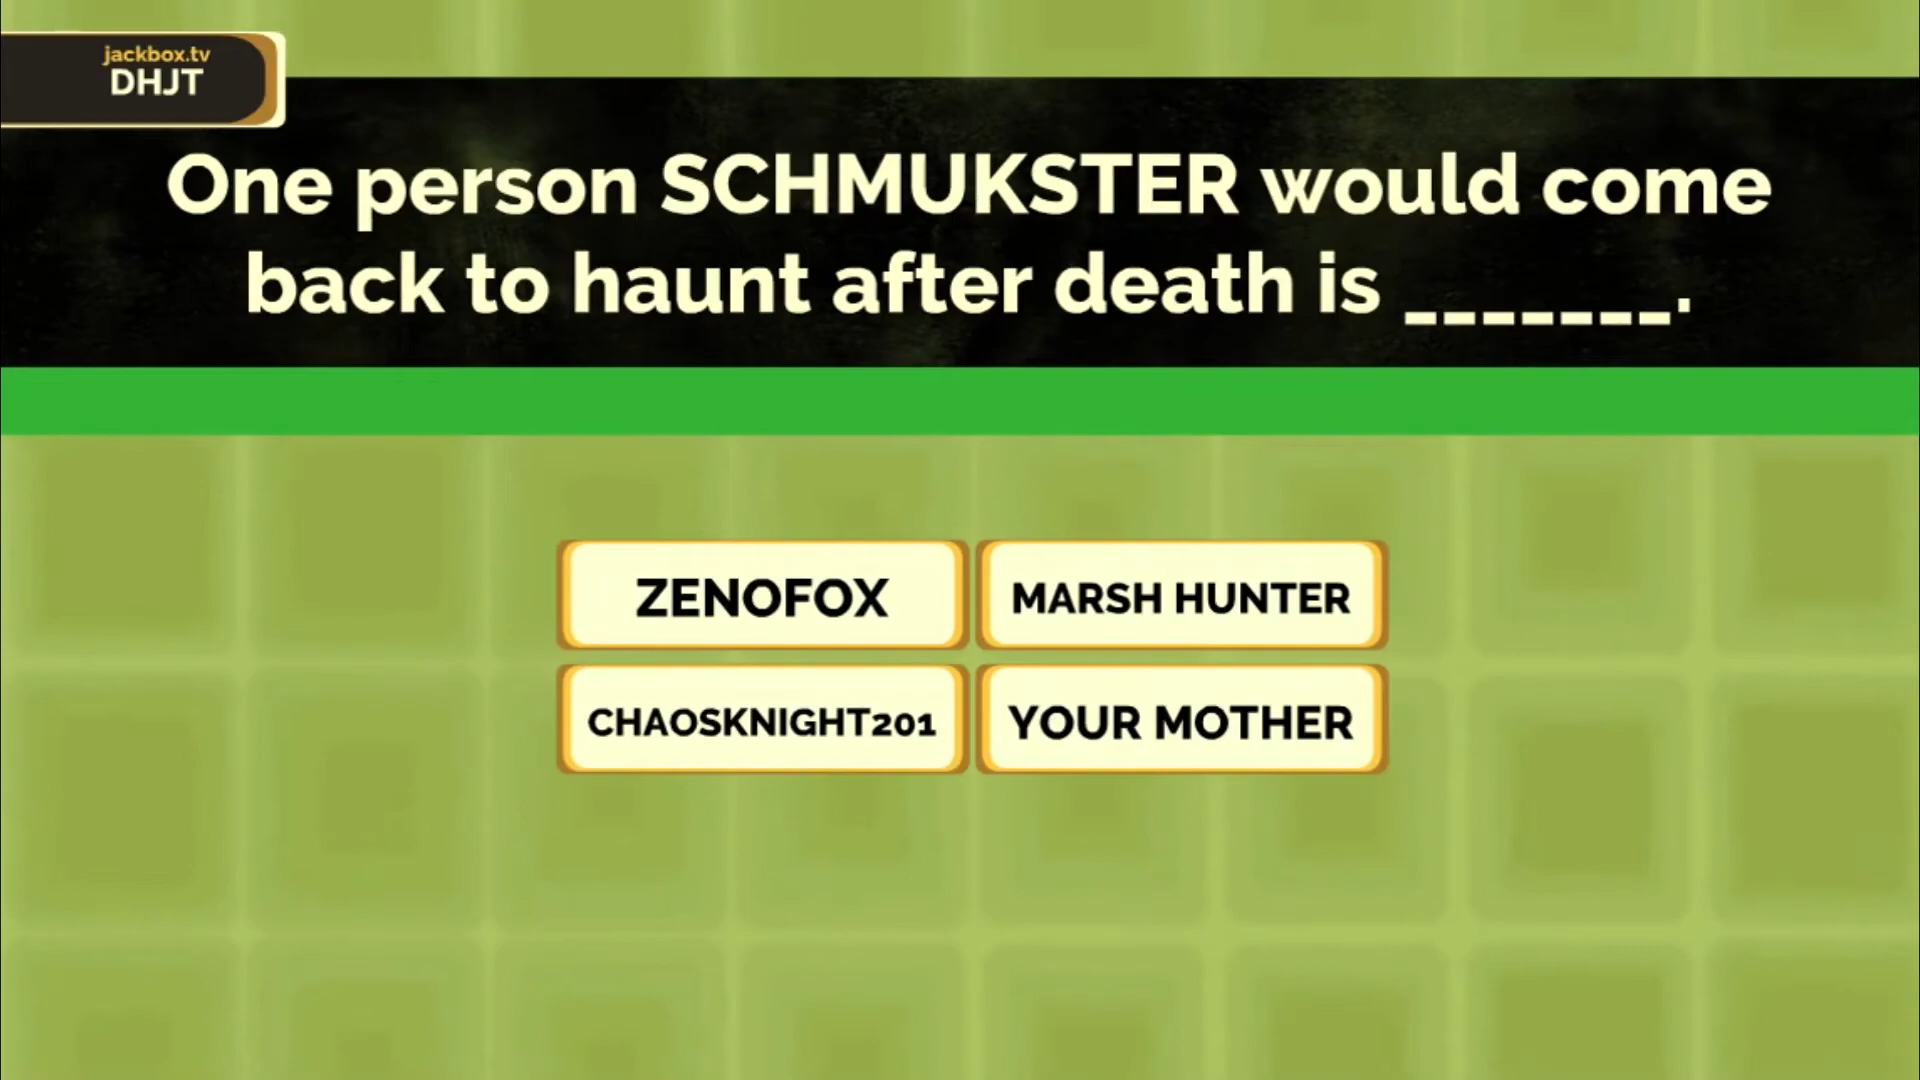 jackbox.tv
DHJT
One person SCHMUKSTER would come
back to haunt after death is _______.
ZENOFOX
MARSH HUNTER
CHAOSKNIGHT201
YOUR MOTHER